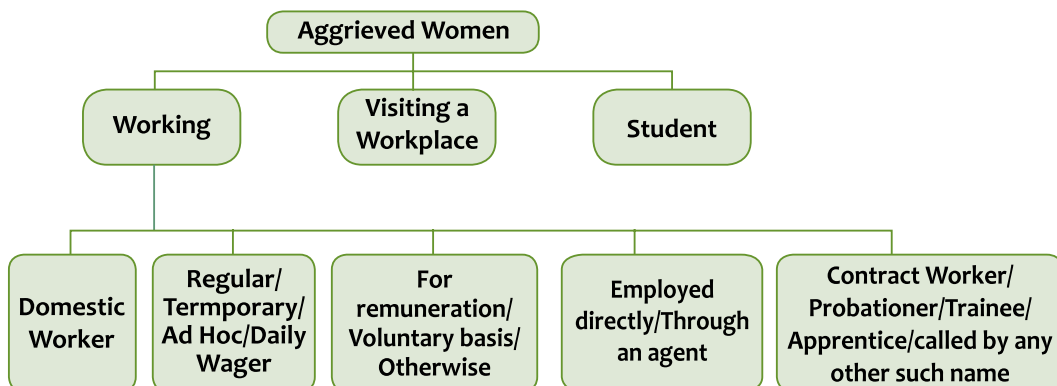 Aggrieved Women
Working
Visiting a
Workplace
Student
Domestic
Worker
Regular/
Termporary/
Ad Hoc/Daily
Wager
For
remuneration/
Voluntary basis/
Otherwise
Employed
directly/Through
an agent
Contract Worker/
Probationer/Trainee/
Apprentice/called by any
other such name